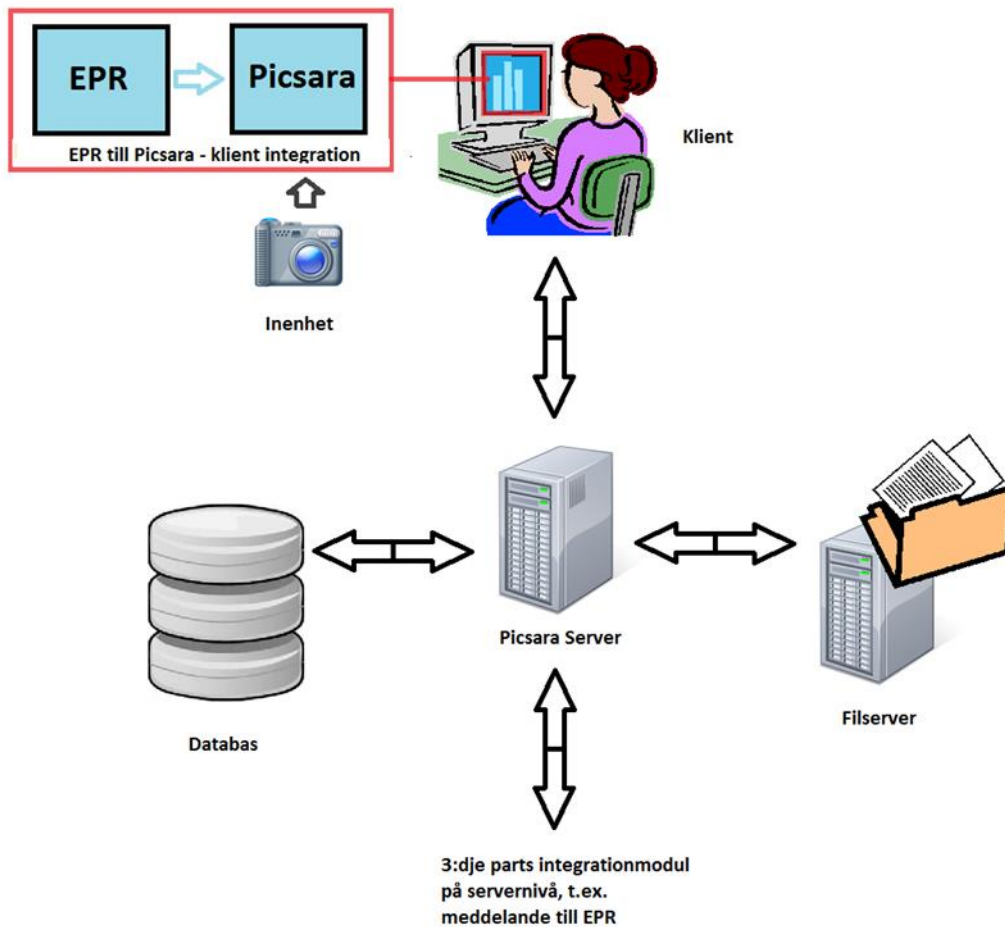 EPR
Picsara
EPR till Picsara - klient integration
Klient
Inenhet
Picsara Server
Databas
Filserver
3:dje parts integrationmodul
på servernivå, t.ex.
meddelande till EPR